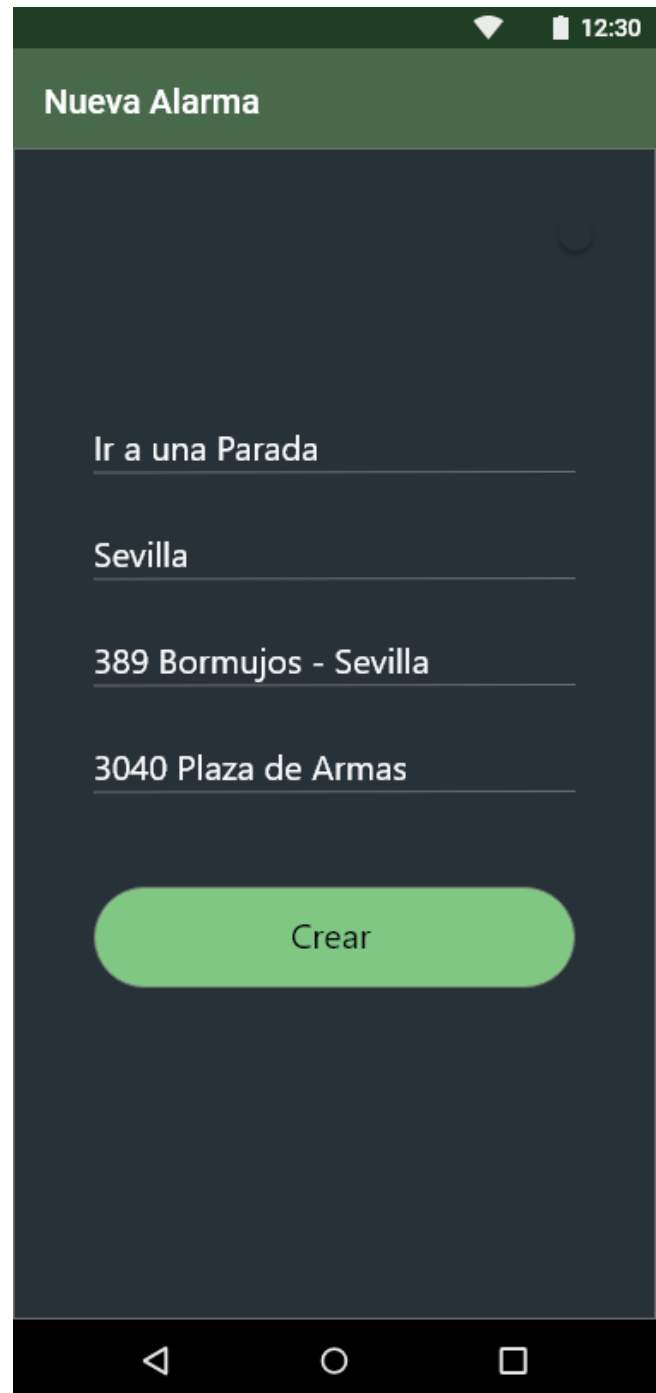 12:30
Nueva Alarma
Ir a una Parada
Sevilla
389 Bormujos - Sevilla
3040 Plaza de Armas
Crear